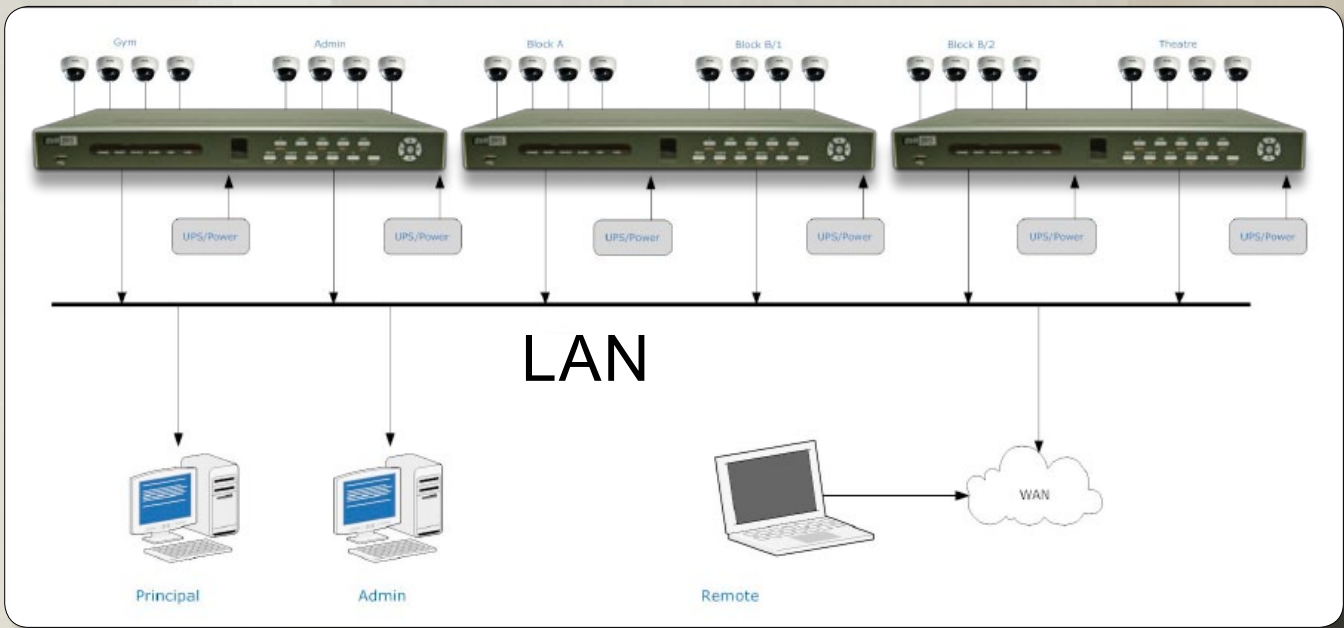 Gym
Admin
Block A
Block B/1
Block B/2
Theatre
UPS/Power
UPS/Power
UPS/Power
UPS/Power
UPS/Power
UPS/Power
LAN
WAN
Principal
Admin
Remote